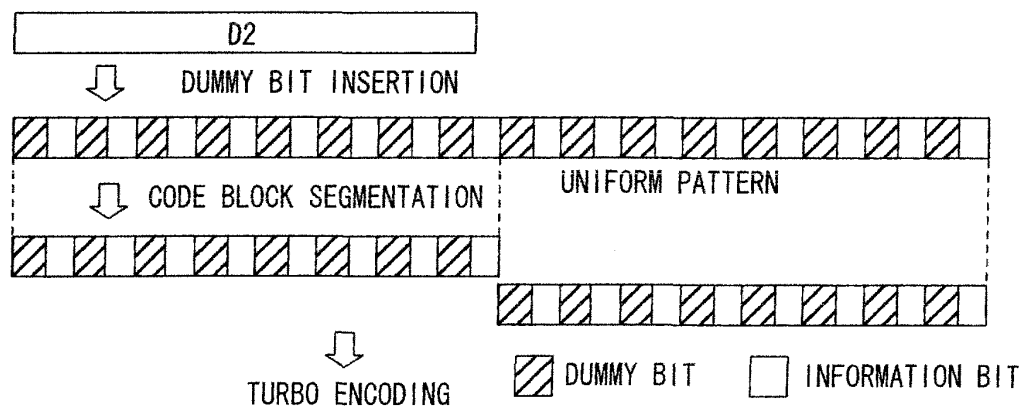 D2
DUMMY BIT INSERTION
UNIFORM PATTERN
CODE BLOCK SEGMENTATION
TURBO ENCODING
DUMMY BIT
INFORMATION BIT